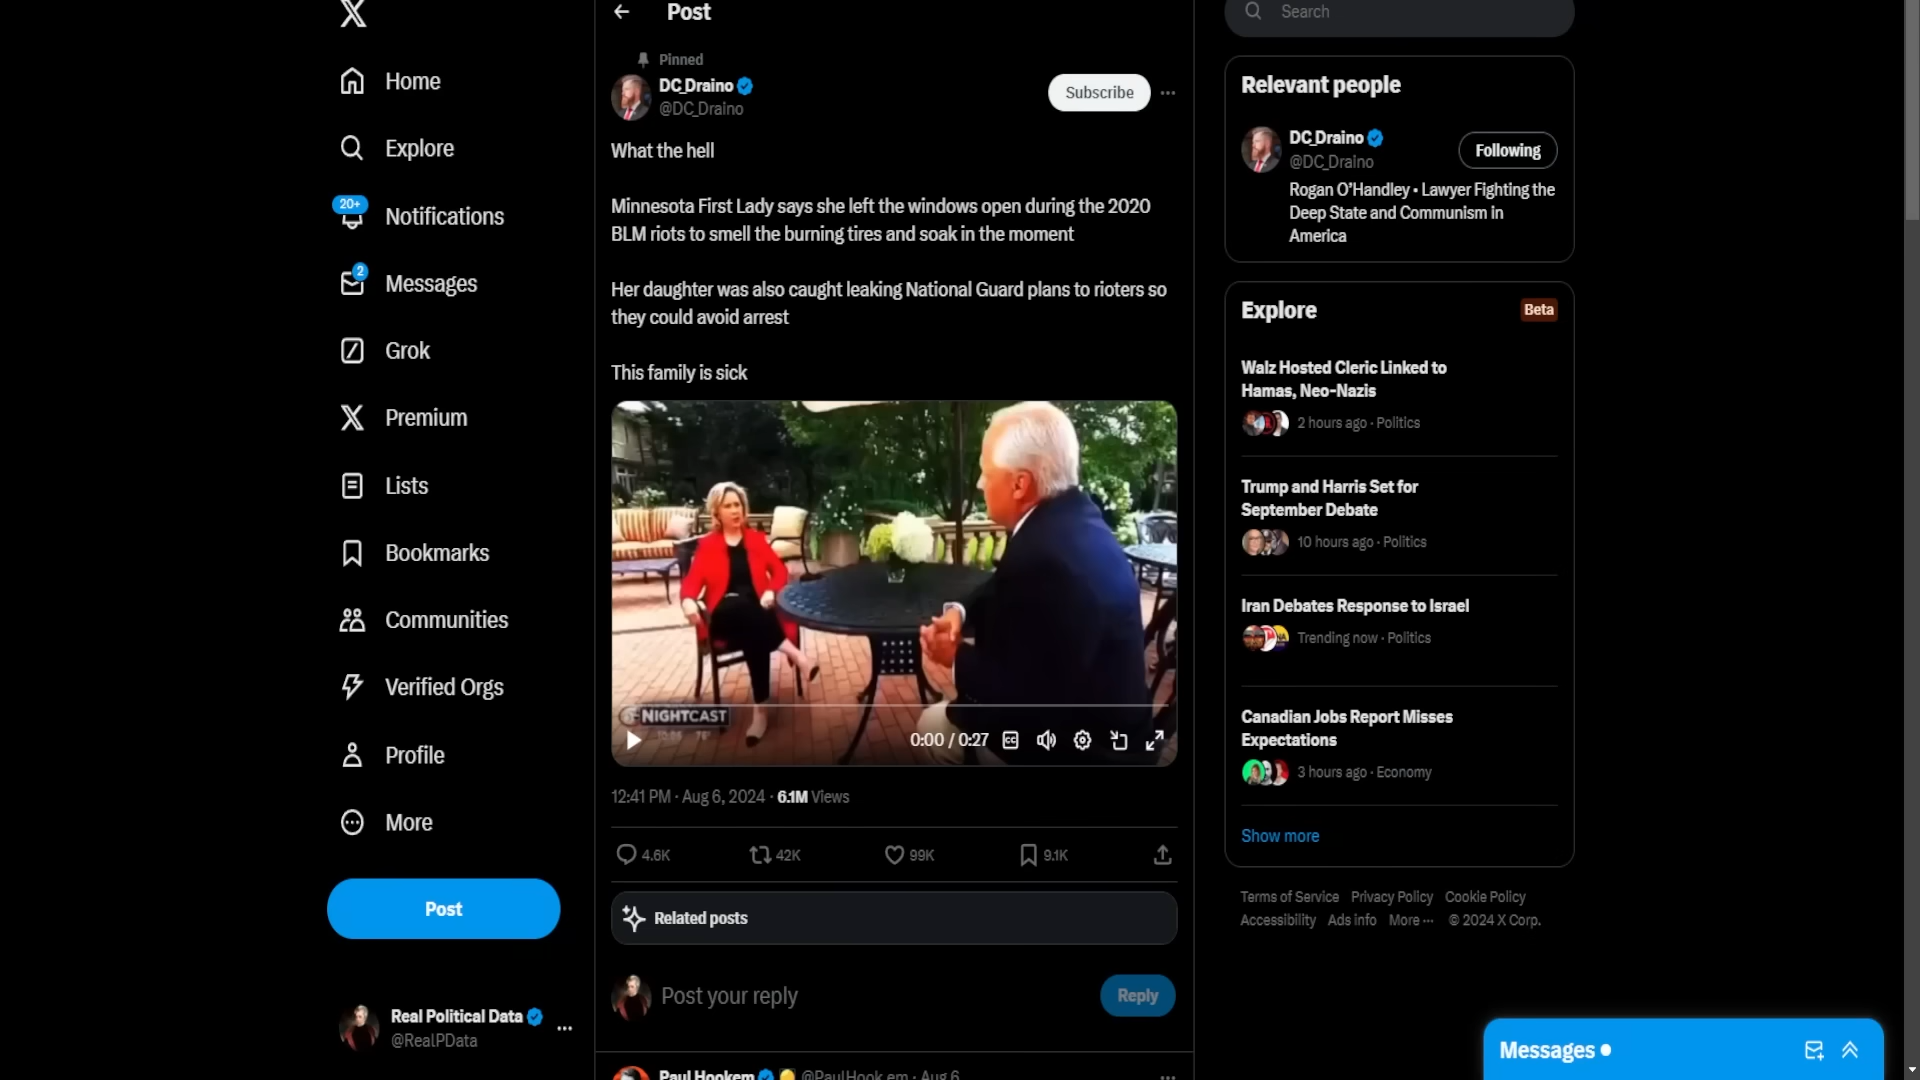 Home
Explore
20+
Notifications
2
Messages
Grok
Premium
Lists
Bookmarks
Communities
Verified Orgs
Profile
More
Post
Real Political Data
@RealPData
Post
Pinned
DC_Draino
@DC_Draino
Subscribe
What the hell
Minnesota First Lady says she left the windows open during the 2020
BLM riots to smell the burning tires and soak in the moment
Her daughter was also caught leaking National Guard plans to rioters so
they could avoid arrest
This family is sick
NIGHTCAST
0:00 / 0:27
CC
12:41 PM · Aug 6, 2024 · 6.1M Views
4.6K
42K
99K
9.1K
Related posts
Post your reply
Reply
Paul Hookem @PaulHook_em · Aug 6
Search
Relevant people
DC_Draino
@DC_Draino
Following
Rogan O'Handley • Lawyer Fighting the
Deep State and Communism in
America
Explore
Beta
Walz Hosted Cleric Linked to
Hamas, Neo-Nazis
2 hours ago · Politics
Trump and Harris Set for
September Debate
10 hours ago · Politics
Iran Debates Response to Israel
Trending now · Politics
Canadian Jobs Report Misses
Expectations
3 hours ago · Economy
Show more
Terms of Service Privacy Policy Cookie Policy
Accessibility Ads info More ··· © 2024 X Corp.
Messages